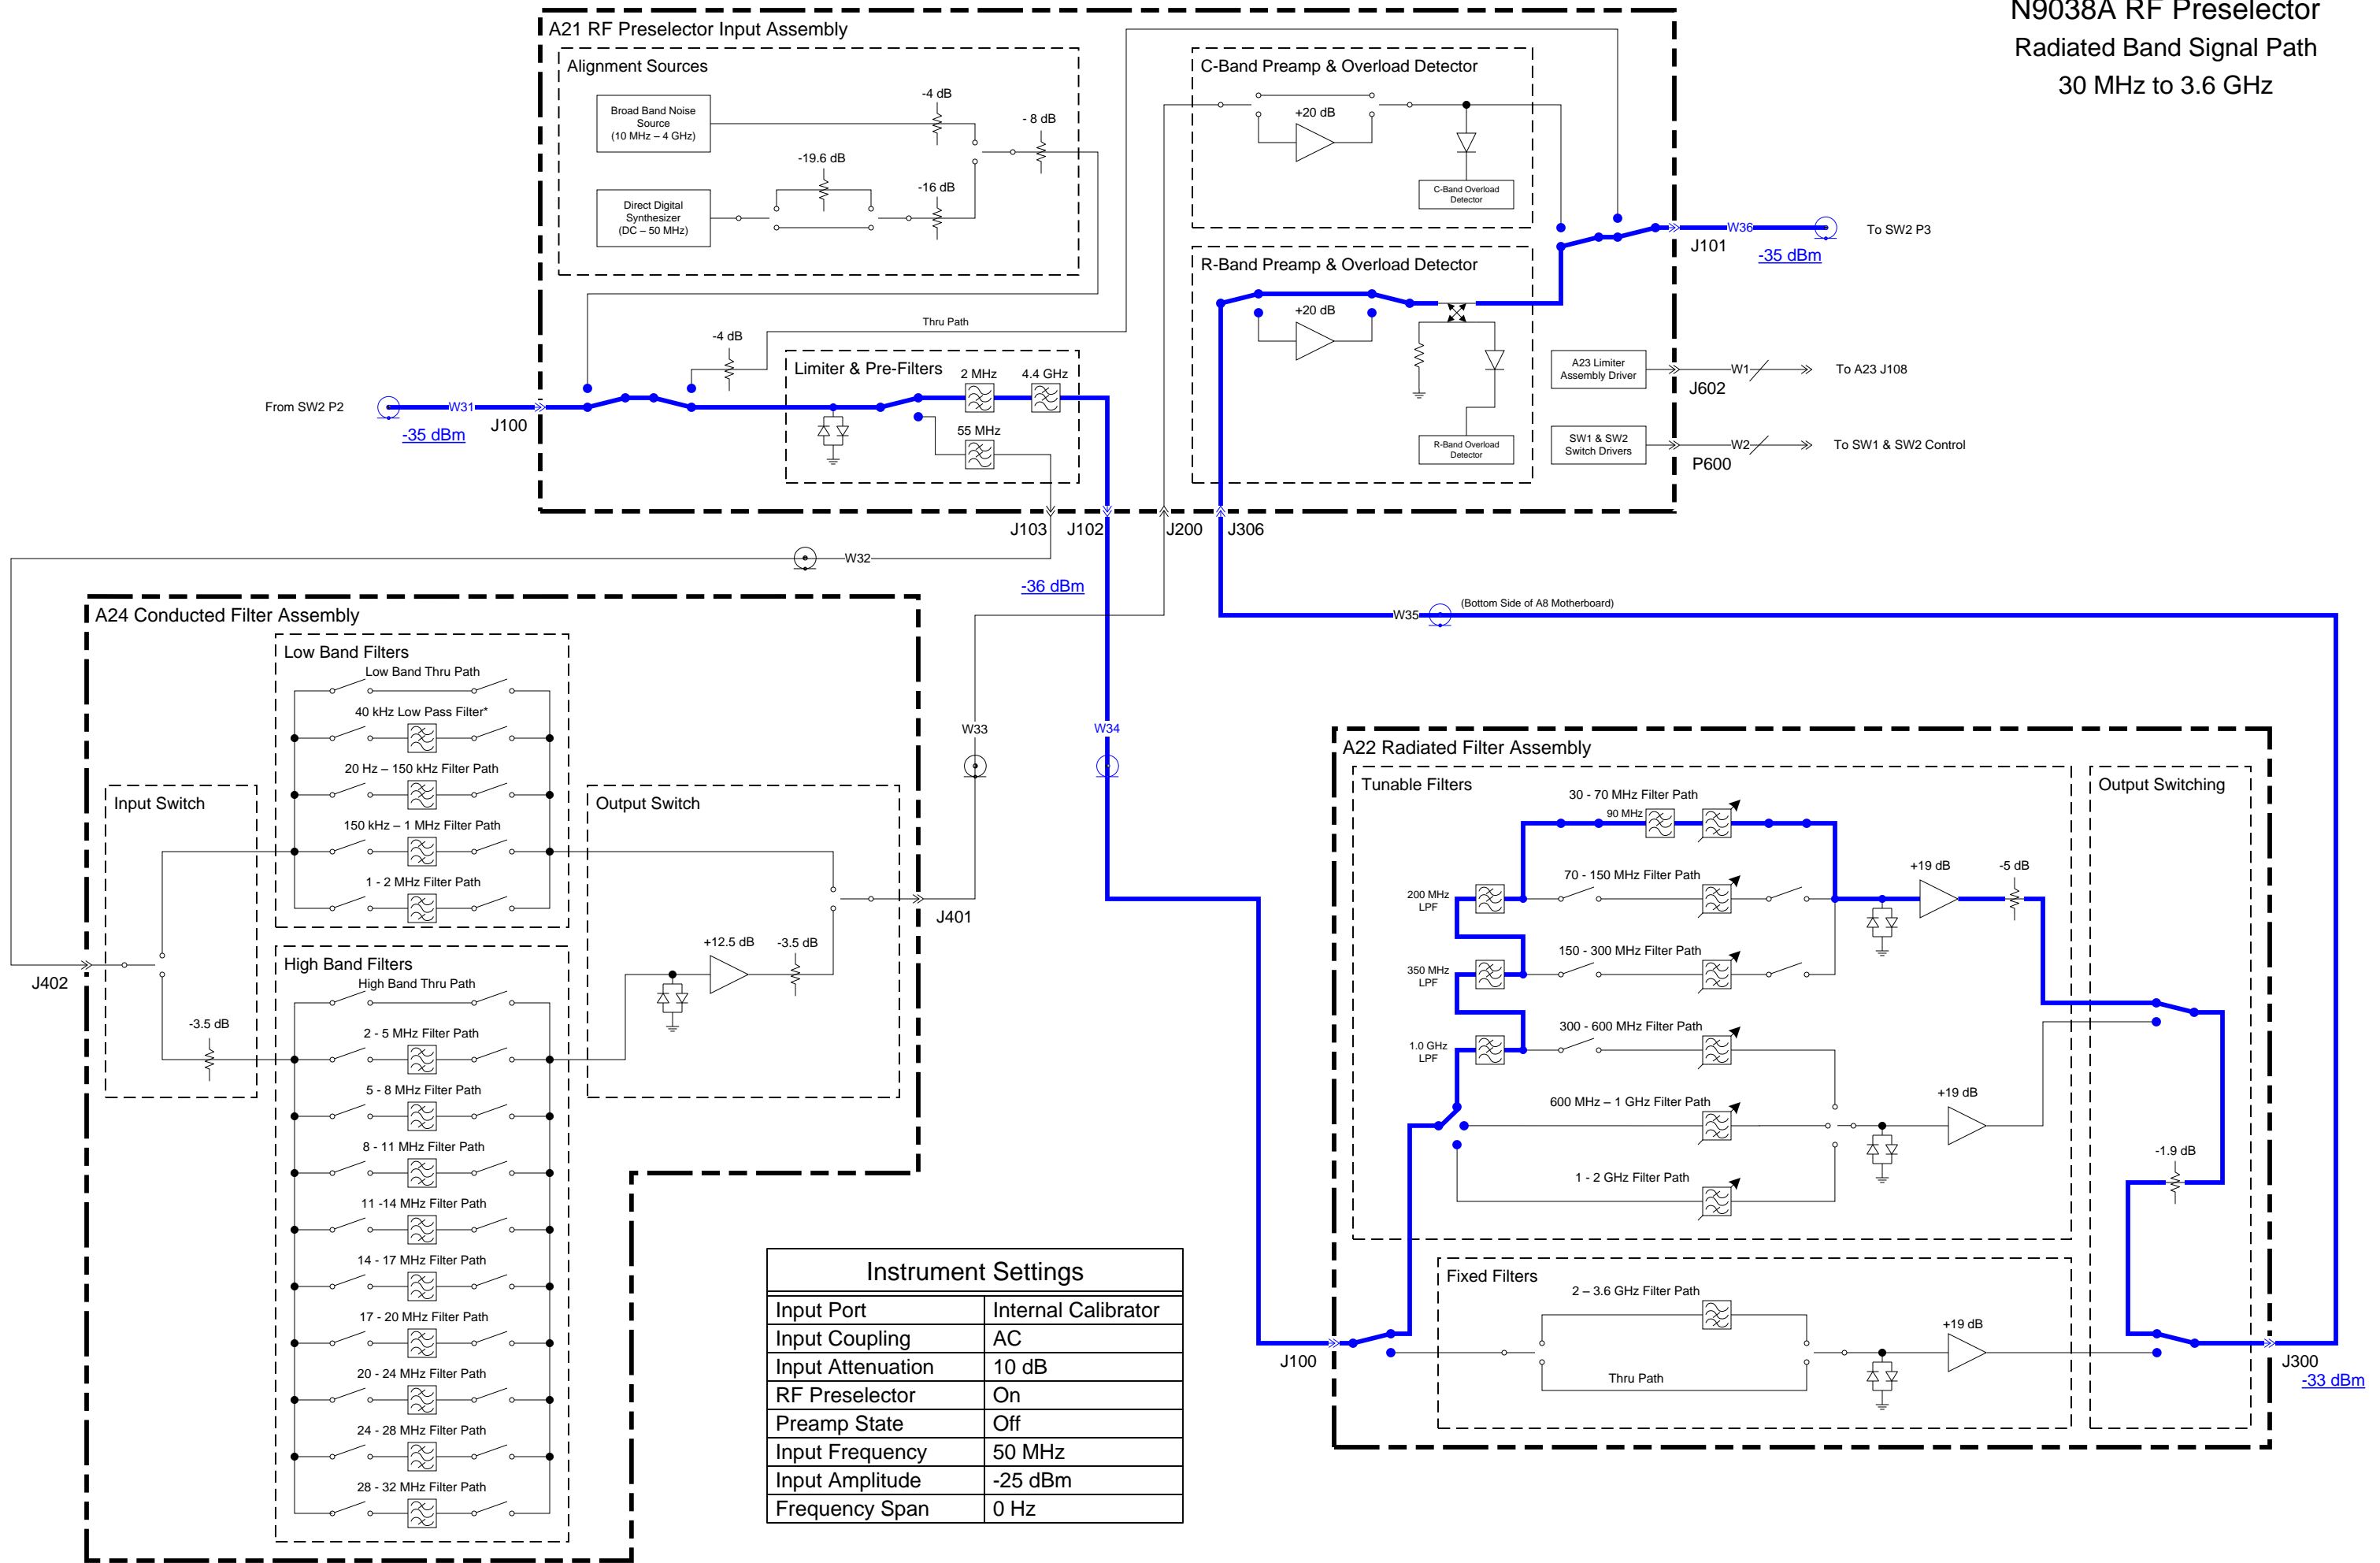 N9038A RF Preselector
Radiated Band Signal Path
30 MHz to 3.6 GHz
A21 RF Preselector Input Assembly
Alignment Sources
Broad Band Noise
Source
(10 MHz – 4 GHz)
-4 dB
- 8 dB
-19.6 dB
-16 dB
Direct Digital
Synthesizer
(DC – 50 MHz)
C-Band Preamp & Overload Detector
+20 dB
C-Band Overload
Detector
R-Band Preamp & Overload Detector
+20 dB
R-Band Overload
Detector
J101
W36
To SW2 P3
-35 dBm
A23 Limiter
Assembly Driver
J602
W1
To A23 J108
SW1 & SW2
Switch Drivers
P600
W2
To SW1 & SW2 Control
Thru Path
-4 dB
Limiter & Pre-Filters
2 MHz
4.4 GHz
55 MHz
From SW2 P2
W31
J100
-35 dBm
J103
J102
J200
J306
W32
-36 dBm
W35
(Bottom Side of A8 Motherboard)
W33
W34
A24 Conducted Filter Assembly
Low Band Filters
Low Band Thru Path
40 kHz Low Pass Filter*
20 Hz – 150 kHz Filter Path
150 kHz – 1 MHz Filter Path
1 - 2 MHz Filter Path
Input Switch
-3.5 dB
J402
Output Switch
+12.5 dB
-3.5 dB
J401
High Band Filters
High Band Thru Path
2 - 5 MHz Filter Path
5 - 8 MHz Filter Path
8 - 11 MHz Filter Path
11 -14 MHz Filter Path
14 - 17 MHz Filter Path
17 - 20 MHz Filter Path
20 - 24 MHz Filter Path
24 - 28 MHz Filter Path
28 - 32 MHz Filter Path
A22 Radiated Filter Assembly
Tunable Filters
30 - 70 MHz Filter Path
90 MHz
70 - 150 MHz Filter Path
200 MHz
LPF
150 - 300 MHz Filter Path
350 MHz
LPF
300 - 600 MHz Filter Path
1.0 GHz
LPF
600 MHz – 1 GHz Filter Path
1 - 2 GHz Filter Path
+19 dB
-5 dB
+19 dB
Output Switching
-1.9 dB
Fixed Filters
2 – 3.6 GHz Filter Path
Thru Path
+19 dB
J100
J300
-33 dBm
Instrument Settings
Input Port Internal Calibrator
Input Coupling AC
Input Attenuation 10 dB
RF Preselector On
Preamp State Off
Input Frequency 50 MHz
Input Amplitude -25 dBm
Frequency Span 0 Hz